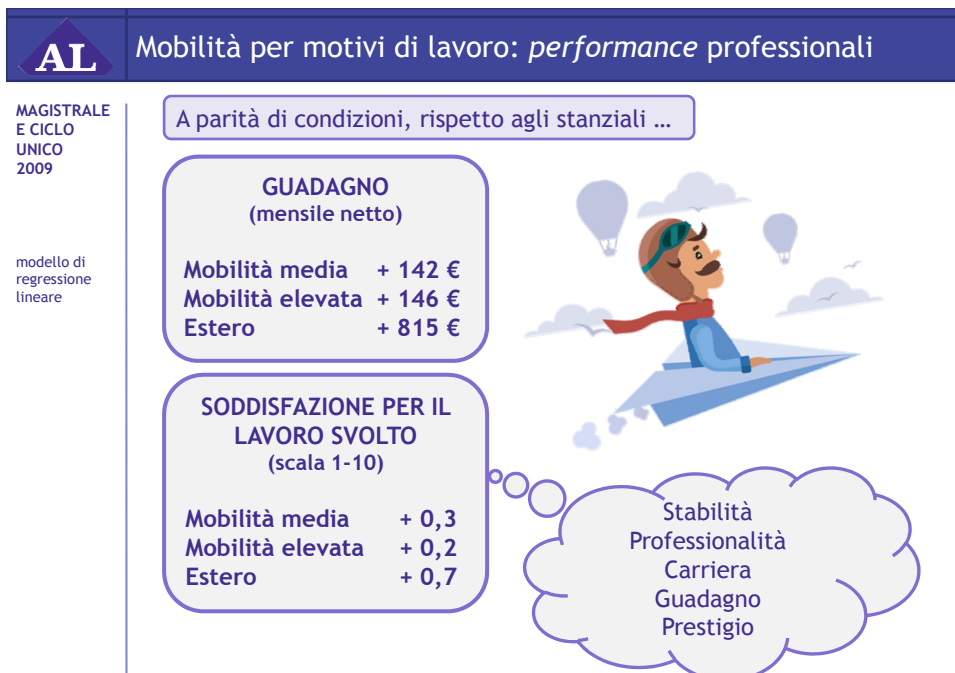 AL
Mobilità per motivi di lavoro: performance professionali
MAGISTRALE
E CICLO
UNICO
2009
modello di
regressione
lineare
A parità di condizioni, rispetto agli stanziali …
GUADAGNO
(mensile netto)
Mobilità media + 142 €
Mobilità elevata + 146 €
Estero + 815 €
SODDISFAZIONE PER IL
LAVORO SVOLTO
(scala 1-10)
Mobilità media + 0,3
Mobilità elevata + 0,2
Estero + 0,7
Stabilità
Professionalità
Carriera
Guadagno
Prestigio